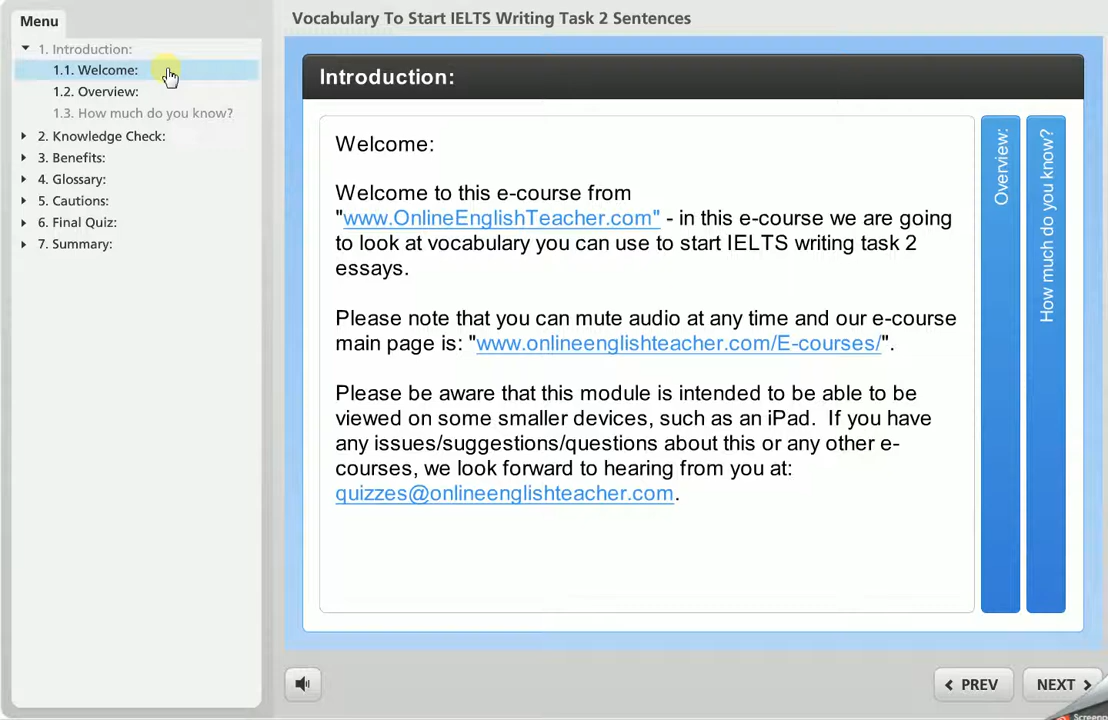 Menu
1. Introduction:
1.1. Welcome:
1.2. Overview:
1.3. How much do you know?
2. Knowledge Check:
3. Benefits:
4. Glossary:
5. Cautions:
6. Final Quiz:
7. Summary:
Vocabulary To Start IELTS Writing Task 2 Sentences
Introduction:
Welcome:
Welcome to this e-course from
"www.OnlineEnglishTeacher.com" - in this e-course we are going
to look at vocabulary you can use to start IELTS writing task 2
essays.
Please note that you can mute audio at any time and our e-course
main page is: "www.onlineenglishteacher.com/E-courses/".
Please be aware that this module is intended to be able to be
viewed on some smaller devices, such as an iPad. If you have
any issues/suggestions/questions about this or any other e-
courses, we look forward to hearing from you at:
quizzes@onlineenglishteacher.com.
Overview:
How much do you know?
PREV
NEXT